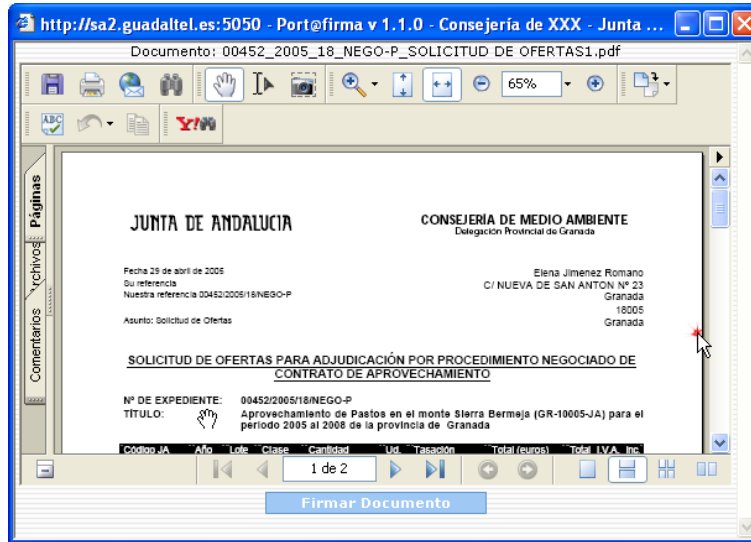 http://sa2.guadaltel.es:5050 - Port@firma v 1.1.0 - Consejería de XXX - Junta ...
Documento: 00452_2005_18_NEGO-P_SOLICITUD DE OFERTAS1.pdf
65%
ABC
Y!
Páginas
Archivos
Comentarios
JUNTA DE ANDALUCIA
CONSEJERÍA DE MEDIO AMBIENTE
Delegación Provincial de Granada
Fecha 29 de abril de 2005
Su referencia
Nuestra referencia 00452/2005/18/NEGO-P
Asunto: Solicitud de Ofertas
Elena Jimenez Romano
C/ NUEVA DE SAN ANTON Nº 23
Granada
18005
Granada
SOLICITUD DE OFERTAS PARA ADJUDICACIÓN POR PROCEDIMIENTO NEGOCIADO DE
CONTRATO DE APROVECHAMIENTO
Nº DE EXPEDIENTE: 00452/2005/18/NEGO-P
TÍTULO: Aprovechamiento de Pastos en el monte Sierra Bermeja (GR-10005-JA) para el
periodo 2005 al 2008 de la provincia de Granada
Código JA Año Lote Clase Cantidad Ud. Tasación Total (euros) Total I.V.A. Inc.
1 de 2
Firmar Documento